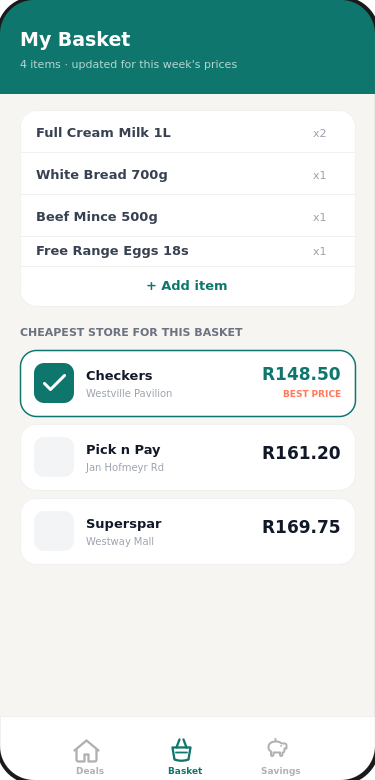 My Basket
4 items · updated for this week's prices
Full Cream Milk 1L x2
White Bread 700g x1
Beef Mince 500g x1
Free Range Eggs 18s x1
+ Add item
CHEAPEST STORE FOR THIS BASKET
Checkers R148.50
Westville Pavilion BEST PRICE
Pick n Pay R161.20
Jan Hofmeyr Rd
Superspar R169.75
Westway Mall
Deals Basket Savings